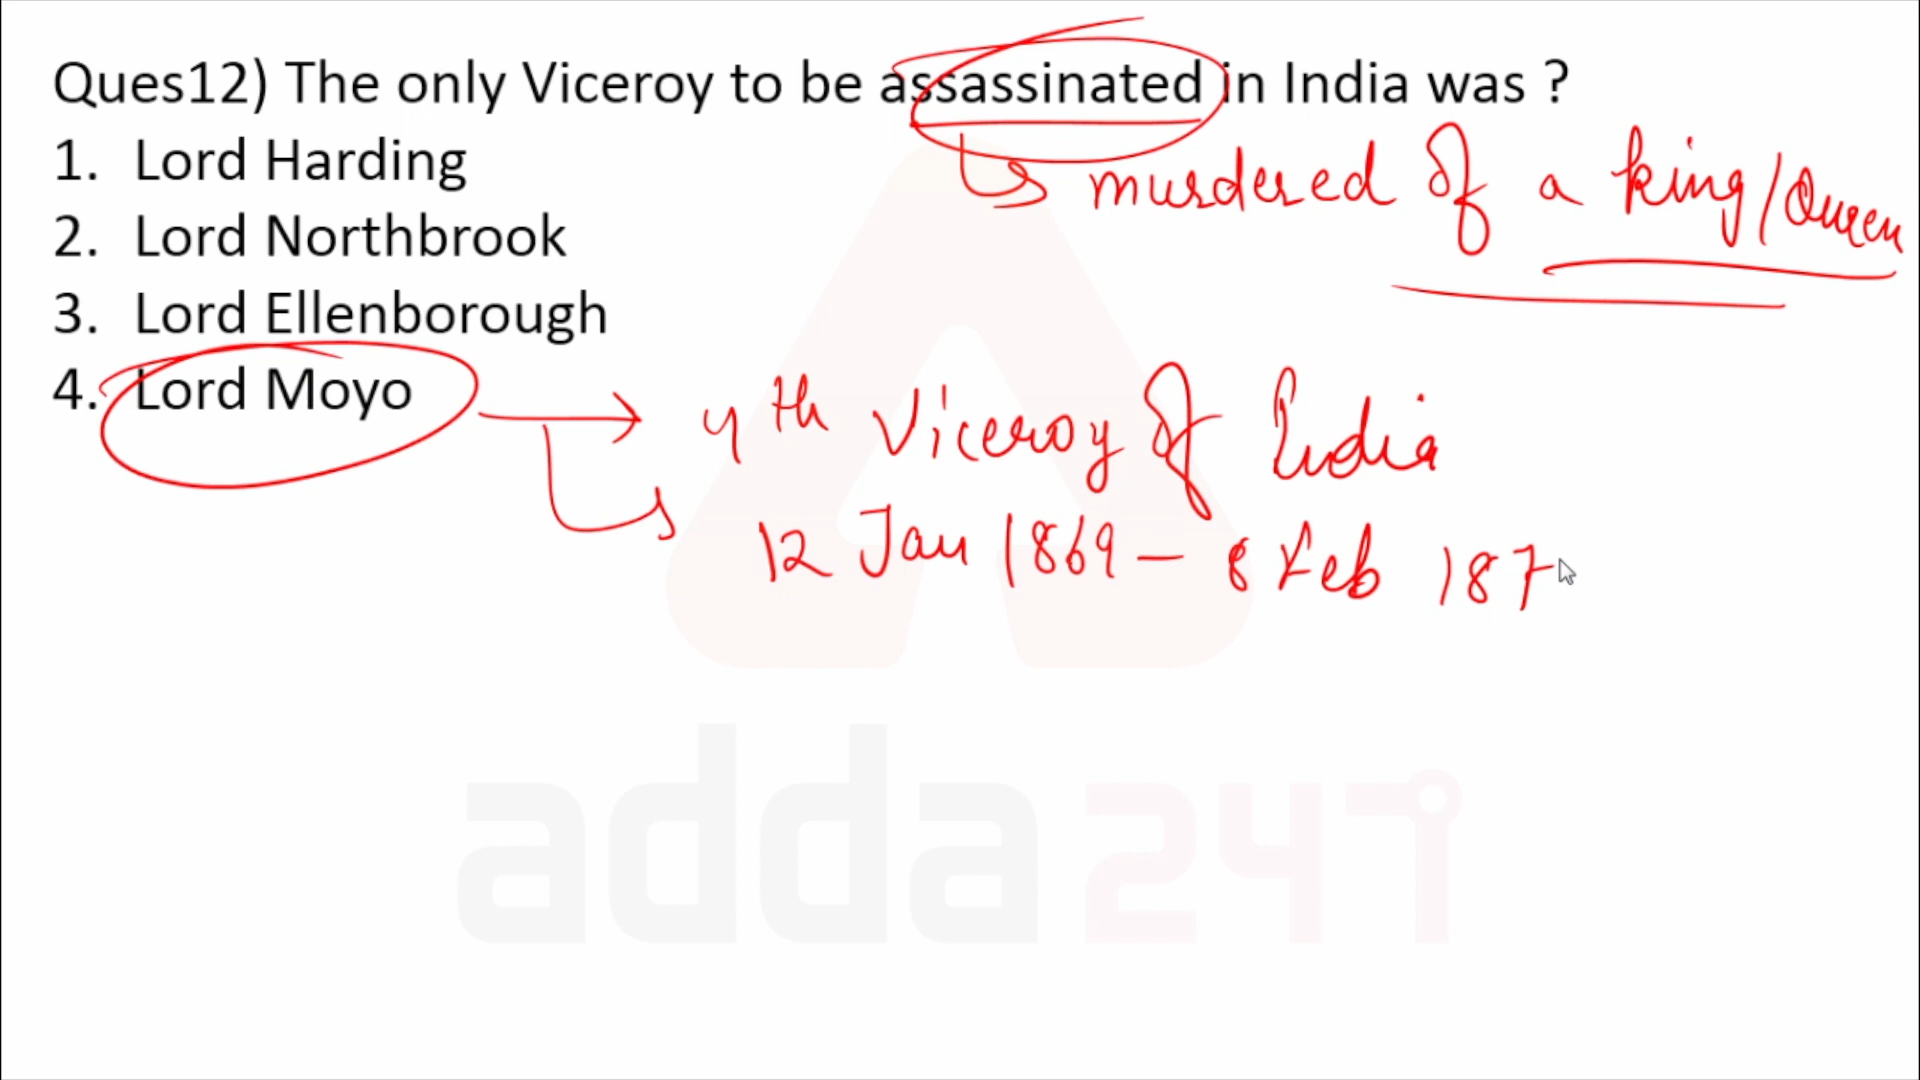 Ques12) The only Viceroy to be assassinated in India was ?
1. Lord Harding
murdered of a king/Queen
2. Lord Northbrook
3. Lord Ellenborough
4. Lord Moyo
4th Viceroy of India
12 Jan 1869 - 8 Feb 187
adda247